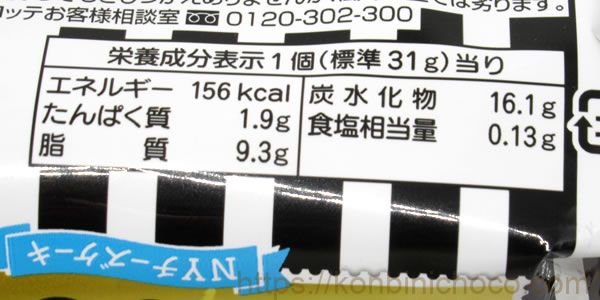 ロッテお客様相談室 0120-302-300
栄養成分表示1個(標準31g)当り
エネルギー 156kcal
たんぱく質 1.9g
脂質 9.3g
炭水化物 16.1g
食塩相当量 0.13g
NYチーズケーキ
https://konbinichoco.com